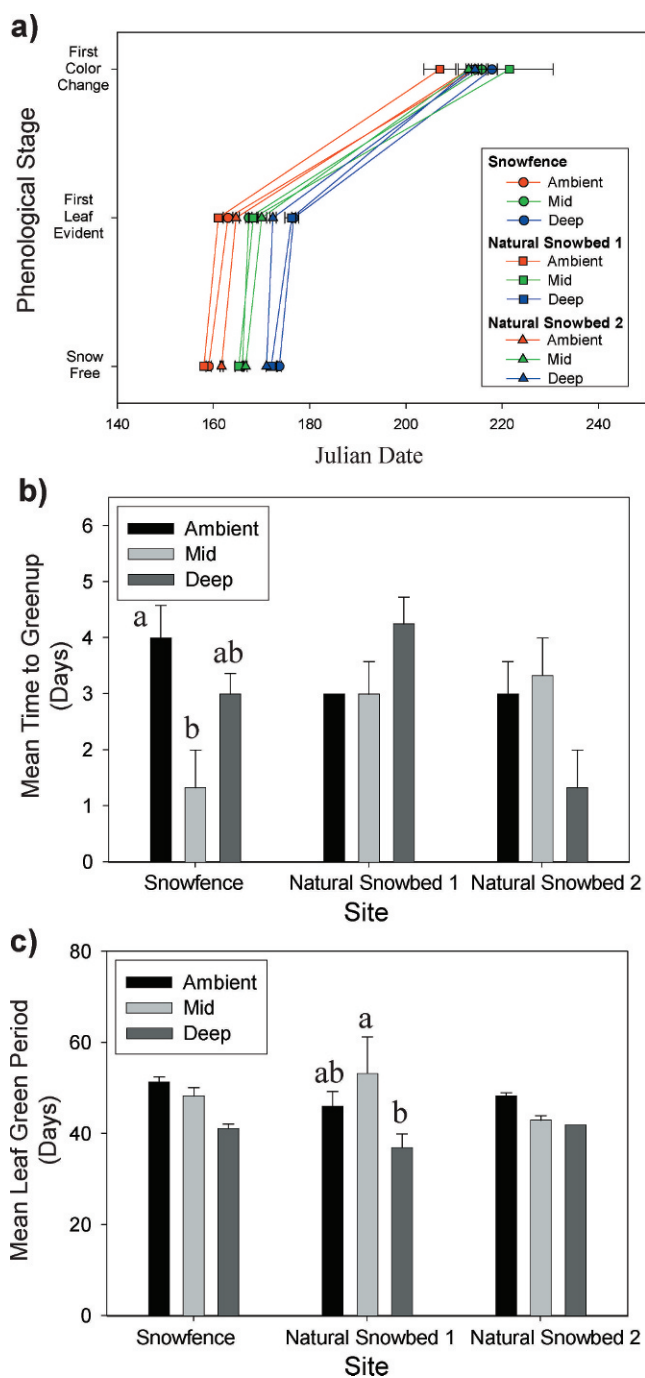 a)
First
Color
Change
First
Leaf
Evident
Snow
Free
Phenological Stage
Snowfence
Ambient
Mid
Deep
Natural Snowbed 1
Ambient
Mid
Deep
Natural Snowbed 2
Ambient
Mid
Deep
140 160 180 200 220 240
Julian Date
b)
Ambient
Mid
Deep
6
5
4
3
2
1
0
Mean Time to Greenup
(Days)
a
b
ab
Snowfence Natural Snowbed 1 Natural Snowbed 2
Site
c)
Ambient
Mid
Deep
80
60
40
20
0
Mean Leaf Green Period
(Days)
ab
a
b
Snowfence Natural Snowbed 1 Natural Snowbed 2
Site